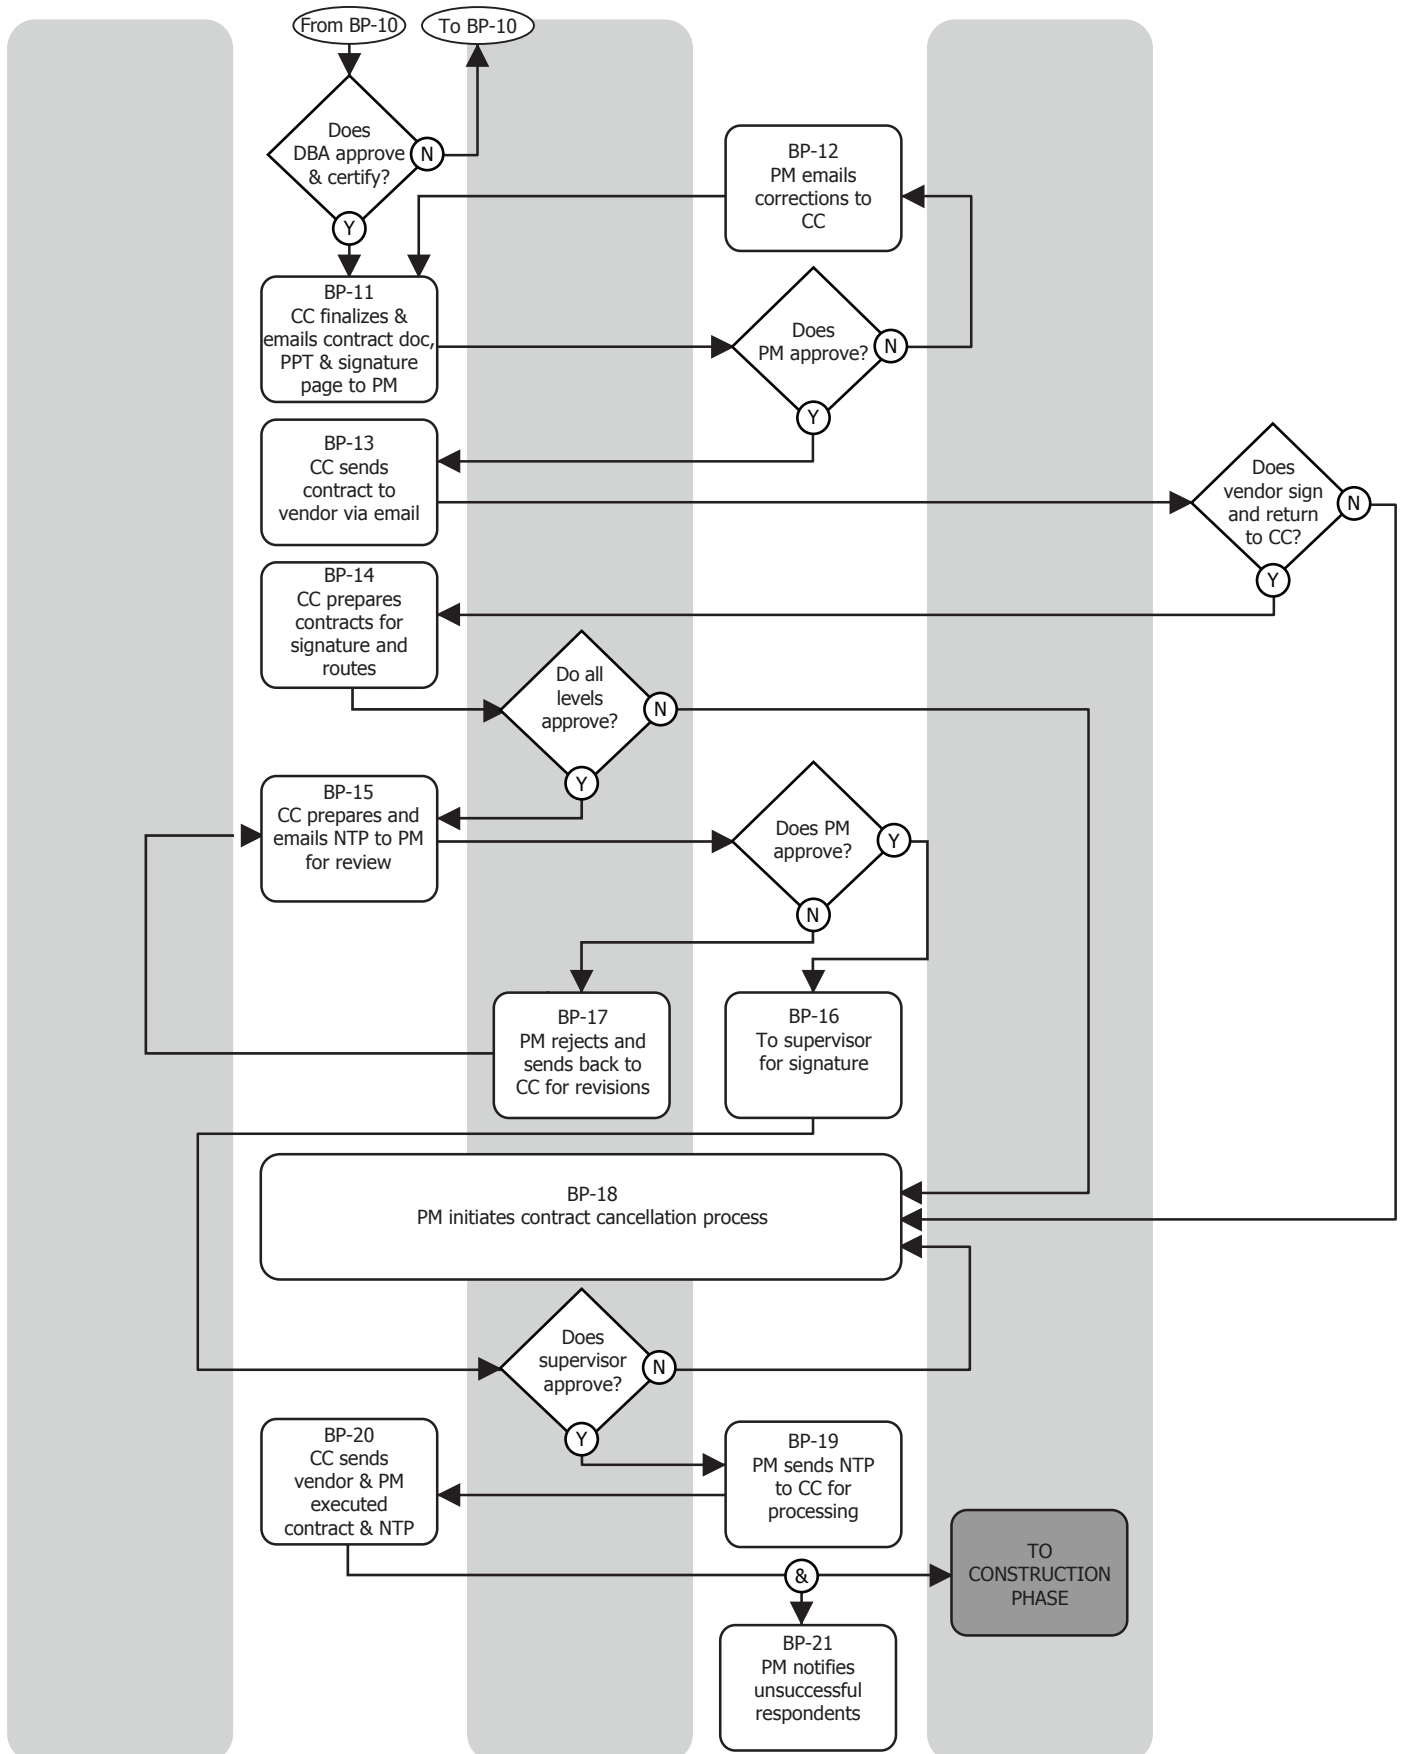 From BP-10
To BP-10
Does
DBA approve
& certify?
N
Y
BP-12
PM emails
corrections to
CC
BP-11
CC finalizes &
emails contract doc,
PPT & signature
page to PM
Does
PM approve?
N
Y
BP-13
CC sends
contract to
vendor via email
Does
vendor sign
and return
to CC?
N
Y
BP-14
CC prepares
contracts for
signature and
routes
Do all
levels
approve?
N
Y
BP-15
CC prepares and
emails NTP to PM
for review
Does PM
approve?
Y
N
BP-17
PM rejects and
sends back to
CC for revisions
BP-16
To supervisor
for signature
BP-18
PM initiates contract cancellation process
Does
supervisor
approve?
N
Y
BP-20
CC sends
vendor & PM
executed
contract & NTP
BP-19
PM sends NTP
to CC for
processing
&
TO
CONSTRUCTION
PHASE
BP-21
PM notifies
unsuccessful
respondents